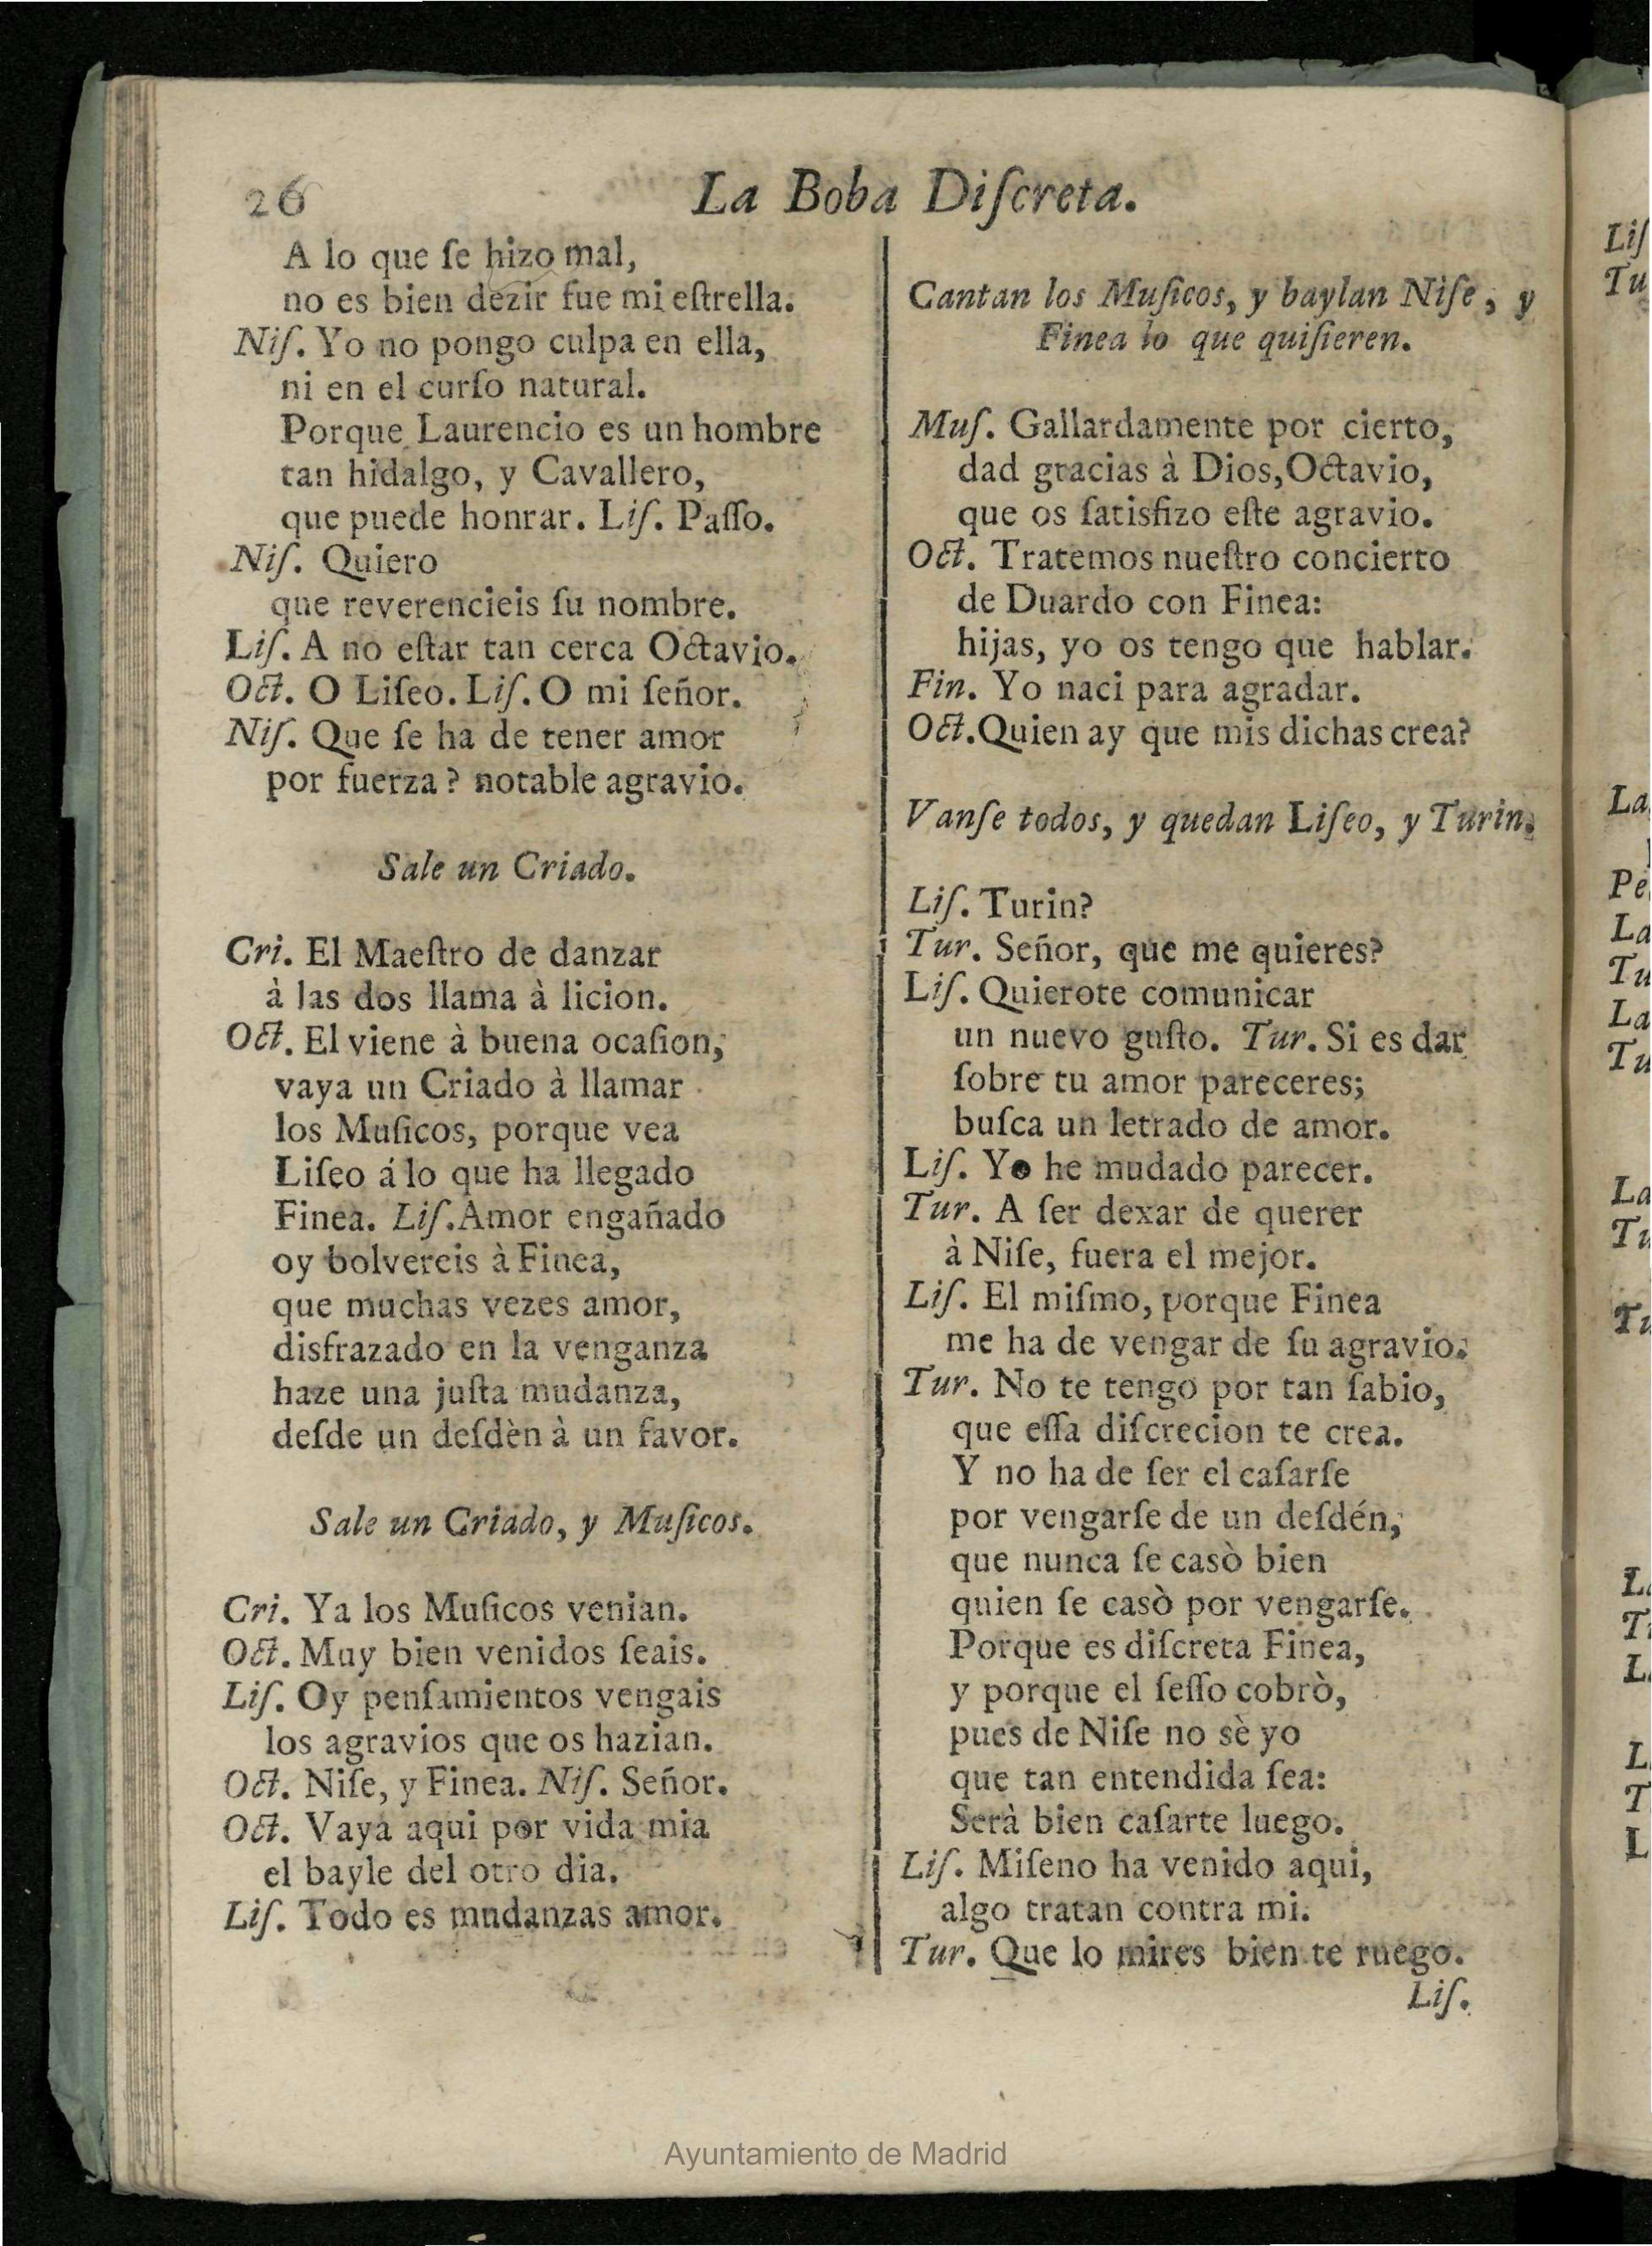 26
La Boba Diſcreta.
A lo que ſe hizo mal,
no es bien dezir fue mi eſtrella.
Niſ. Yo no pongo culpa en ella,
ni en el curſo natural.
Porque Laurencio es un hombre
tan hidalgo, y Cavallero,
que puede honrar. Liſ. Paſſo.
Niſ. Quiero
que reverencieis ſu nombre.
Liſ. A no eſtar tan cerca Octavio.
Oct. O Liſeo. Liſ. O mi ſeñor.
Niſ. Que ſe ha de tener amor
por fuerza? notable agravio.
Sale un Criado.
Cri. El Maeſtro de danzar
à las dos llama à licion.
Oct. El viene à buena ocaſion,
vaya un Criado à llamar
los Muſicos, porque vea
Liſeo á lo que ha llegado
Finea. Liſ. Amor engañado
oy bolvereis à Finea,
que muchas vezes amor,
disfrazado en la venganza
haze una juſta mudanza,
deſde un deſdèn à un favor.
Sale un Criado, y Muſicos.
Cri. Ya los Muſicos venian.
Oct. Muy bien venidos ſeais.
Liſ. Oy penſamientos vengais
los agravios que os hazian.
Oct. Niſe, y Finea. Niſ. Señor.
Oct. Vaya aqui por vida mia
el bayle del otro dia.
Liſ. Todo es mudanzas amor.
Cantan los Muſicos, y baylan Niſe, y
Finea lo que quiſieren.
Muſ. Gallardamente por cierto,
dad gracias à Dios, Octavio,
que os ſatisfizo eſte agravio.
Oct. Tratemos nueſtro concierto
de Duardo con Finea:
hijas, yo os tengo que hablar.
Fin. Yo naci para agradar.
Oct. Quien ay que mis dichas crea?
Vanſe todos, y quedan Liſeo, y Turin.
Liſ. Turin?
Tur. Señor, que me quieres?
Liſ. Quierote comunicar
un nuevo guſto. Tur. Si es dar
ſobre tu amor pareceres;
buſca un letrado de amor.
Liſ. Yo he mudado parecer.
Tur. A ſer dexar de querer
à Niſe, fuera el mejor.
Liſ. El miſmo, porque Finea
me ha de vengar de ſu agravio.
Tur. No te tengo por tan ſabio,
que eſſa diſcrecion te crea.
Y no ha de ſer el caſarſe
por vengarſe de un deſdén,
que nunca ſe casò bien
quien ſe casò por vengarſe.
Porque es diſcreta Finea,
y porque el ſeſſo cobrò,
pues de Niſe no sè yo
que tan entendida ſea:
Serà bien caſarte luego.
Liſ. Miſeno ha venido aqui,
algo tratan contra mi.
Tur. Que lo mires bien te ruego.
Liſ.
Liſ
Tu
La
Pe
La
Tu
La
Tu
La
Tu
Tu
L
T
L
L
T
L
Ayuntamiento de Madrid